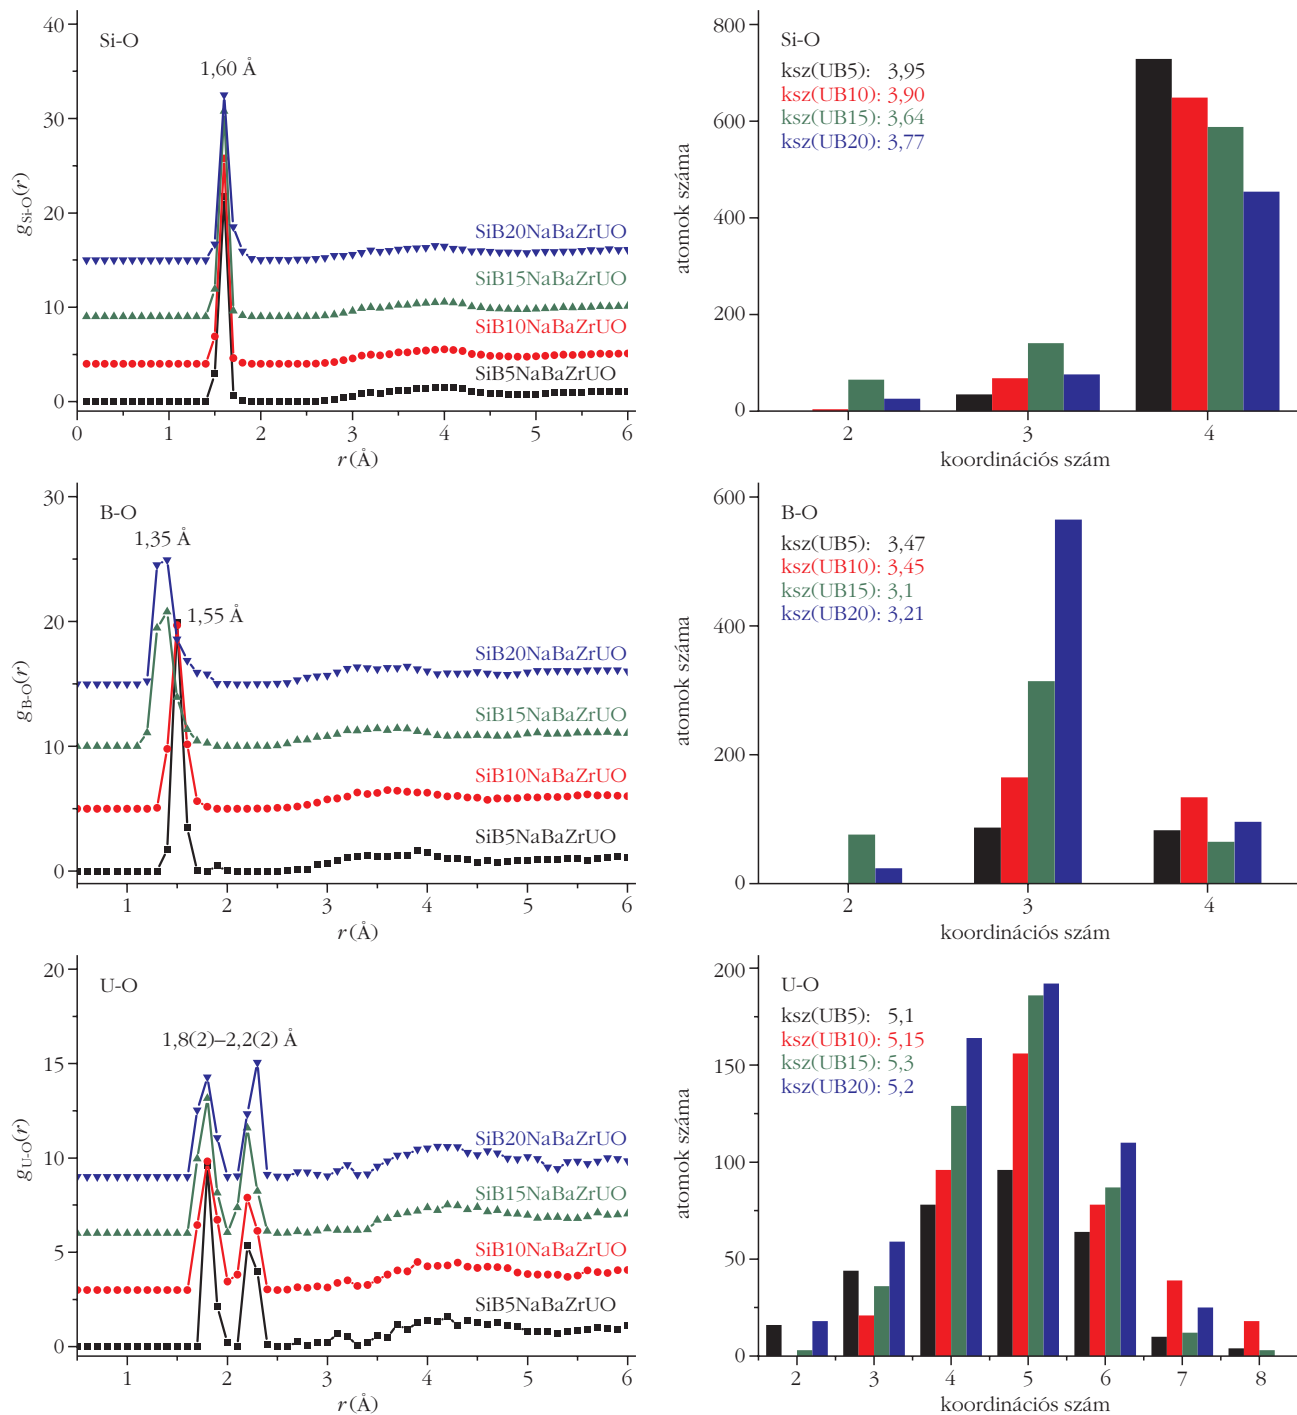 40
30
20
10
0
g Si-O(r)
Si-O
1,60 Å
SiB20NaBaZrUO
SiB15NaBaZrUO
SiB10NaBaZrUO
SiB5NaBaZrUO
0 1 2 3 4 5 6
r (Å)
800
600
400
200
0
atomok száma
Si-O
ksz(UB5): 3,95
ksz(UB10): 3,90
ksz(UB15): 3,64
ksz(UB20): 3,77
2 3 4
koordinációs szám
30
20
10
0
g B-O(r)
B-O
1,35 Å
1,55 Å
SiB20NaBaZrUO
SiB15NaBaZrUO
SiB10NaBaZrUO
SiB5NaBaZrUO
1 2 3 4 5 6
r (Å)
600
400
200
0
atomok száma
B-O
ksz(UB5): 3,47
ksz(UB10): 3,45
ksz(UB15): 3,1
ksz(UB20): 3,21
2 3 4
koordinációs szám
20
15
10
5
0
g U-O(r)
U-O
1,8(2)–2,2(2) Å
SiB20NaBaZrUO
SiB15NaBaZrUO
SiB10NaBaZrUO
SiB5NaBaZrUO
1 2 3 4 5 6
r (Å)
200
150
100
50
0
atomok száma
U-O
ksz(UB5): 5,1
ksz(UB10): 5,15
ksz(UB15): 5,3
ksz(UB20): 5,2
2 3 4 5 6 7 8
koordinációs szám